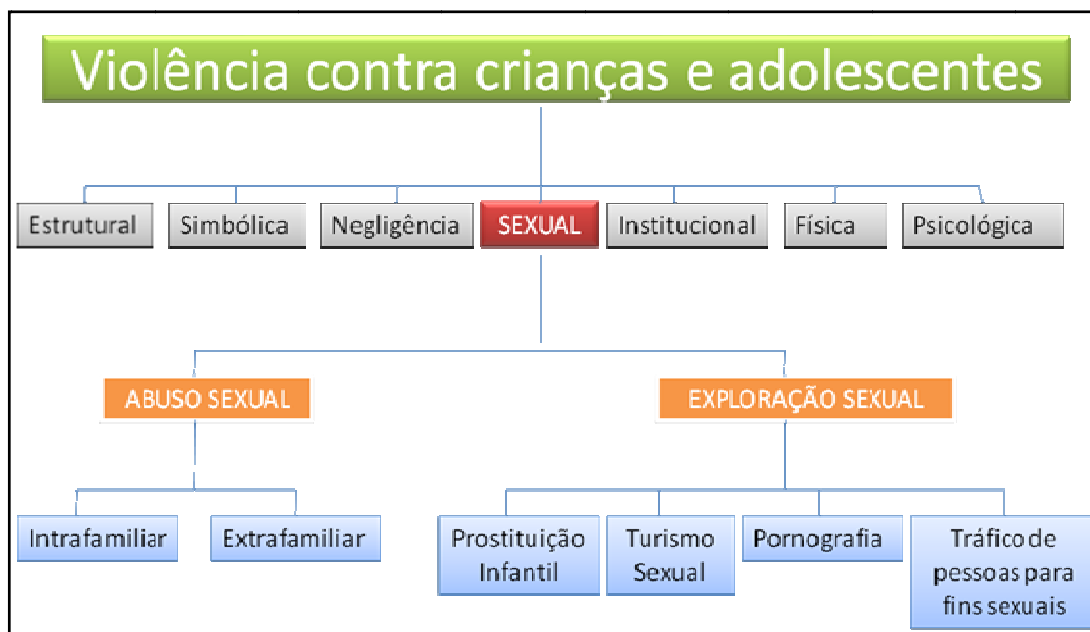 Violência contra crianças e adolescentes
Estrutural
Simbólica
Negligência
SEXUAL
Institucional
Física
Psicológica
ABUSO SEXUAL
EXPLORAÇÃO SEXUAL
Intrafamiliar
Extrafamiliar
Prostituição
Infantil
Turismo
Sexual
Pornografia
Tráfico de
pessoas para
fins sexuais